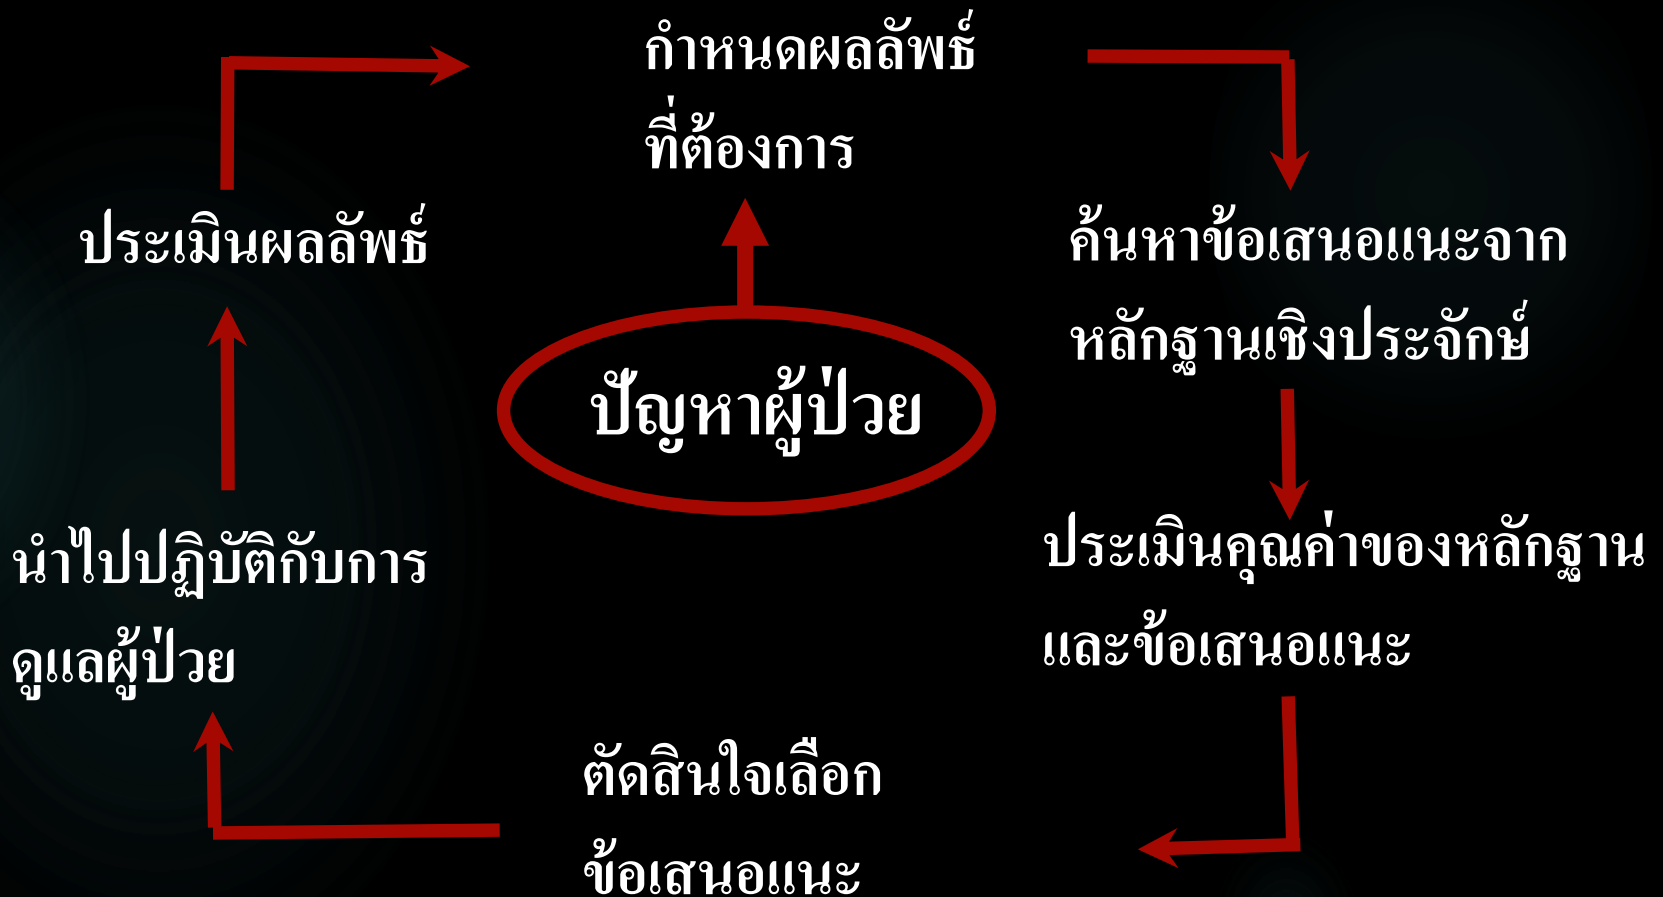 กำหนดผลลัพธ์
ที่ต้องการ
ประเมินผลลัพธ์
ค้นหาข้อเสนอแนะจาก
หลักฐานเชิงประจักษ์
ปัญหาผู้ป่วย
ประเมินคุณค่าของหลักฐาน
และข้อเสนอแนะ
นำไปปฏิบัติกับการ
ดูแลผู้ป่วย
ตัดสินใจเลือก
ข้อเสนอแนะ